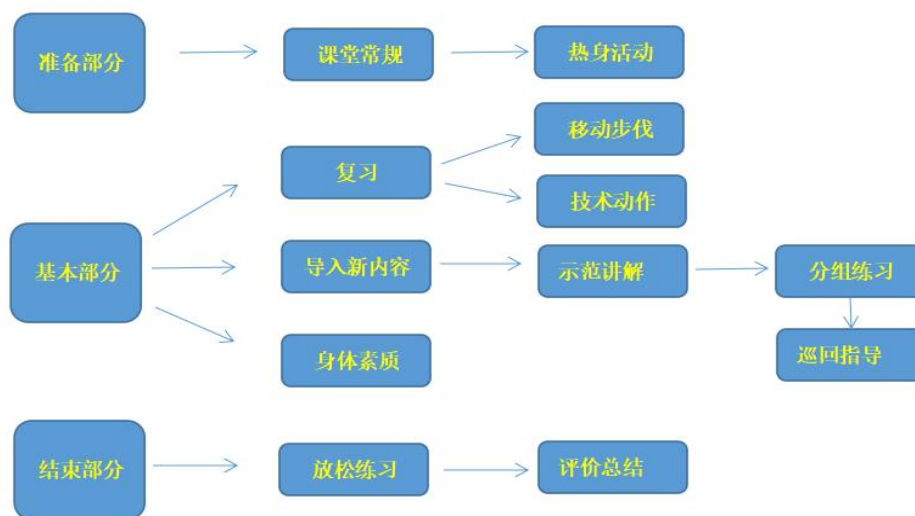 准备部分
课堂常规
热身活动
基本部分
复习
移动步伐
技术动作
导入新内容
示范讲解
分组练习
巡回指导
身体素质
结束部分
放松练习
评价总结